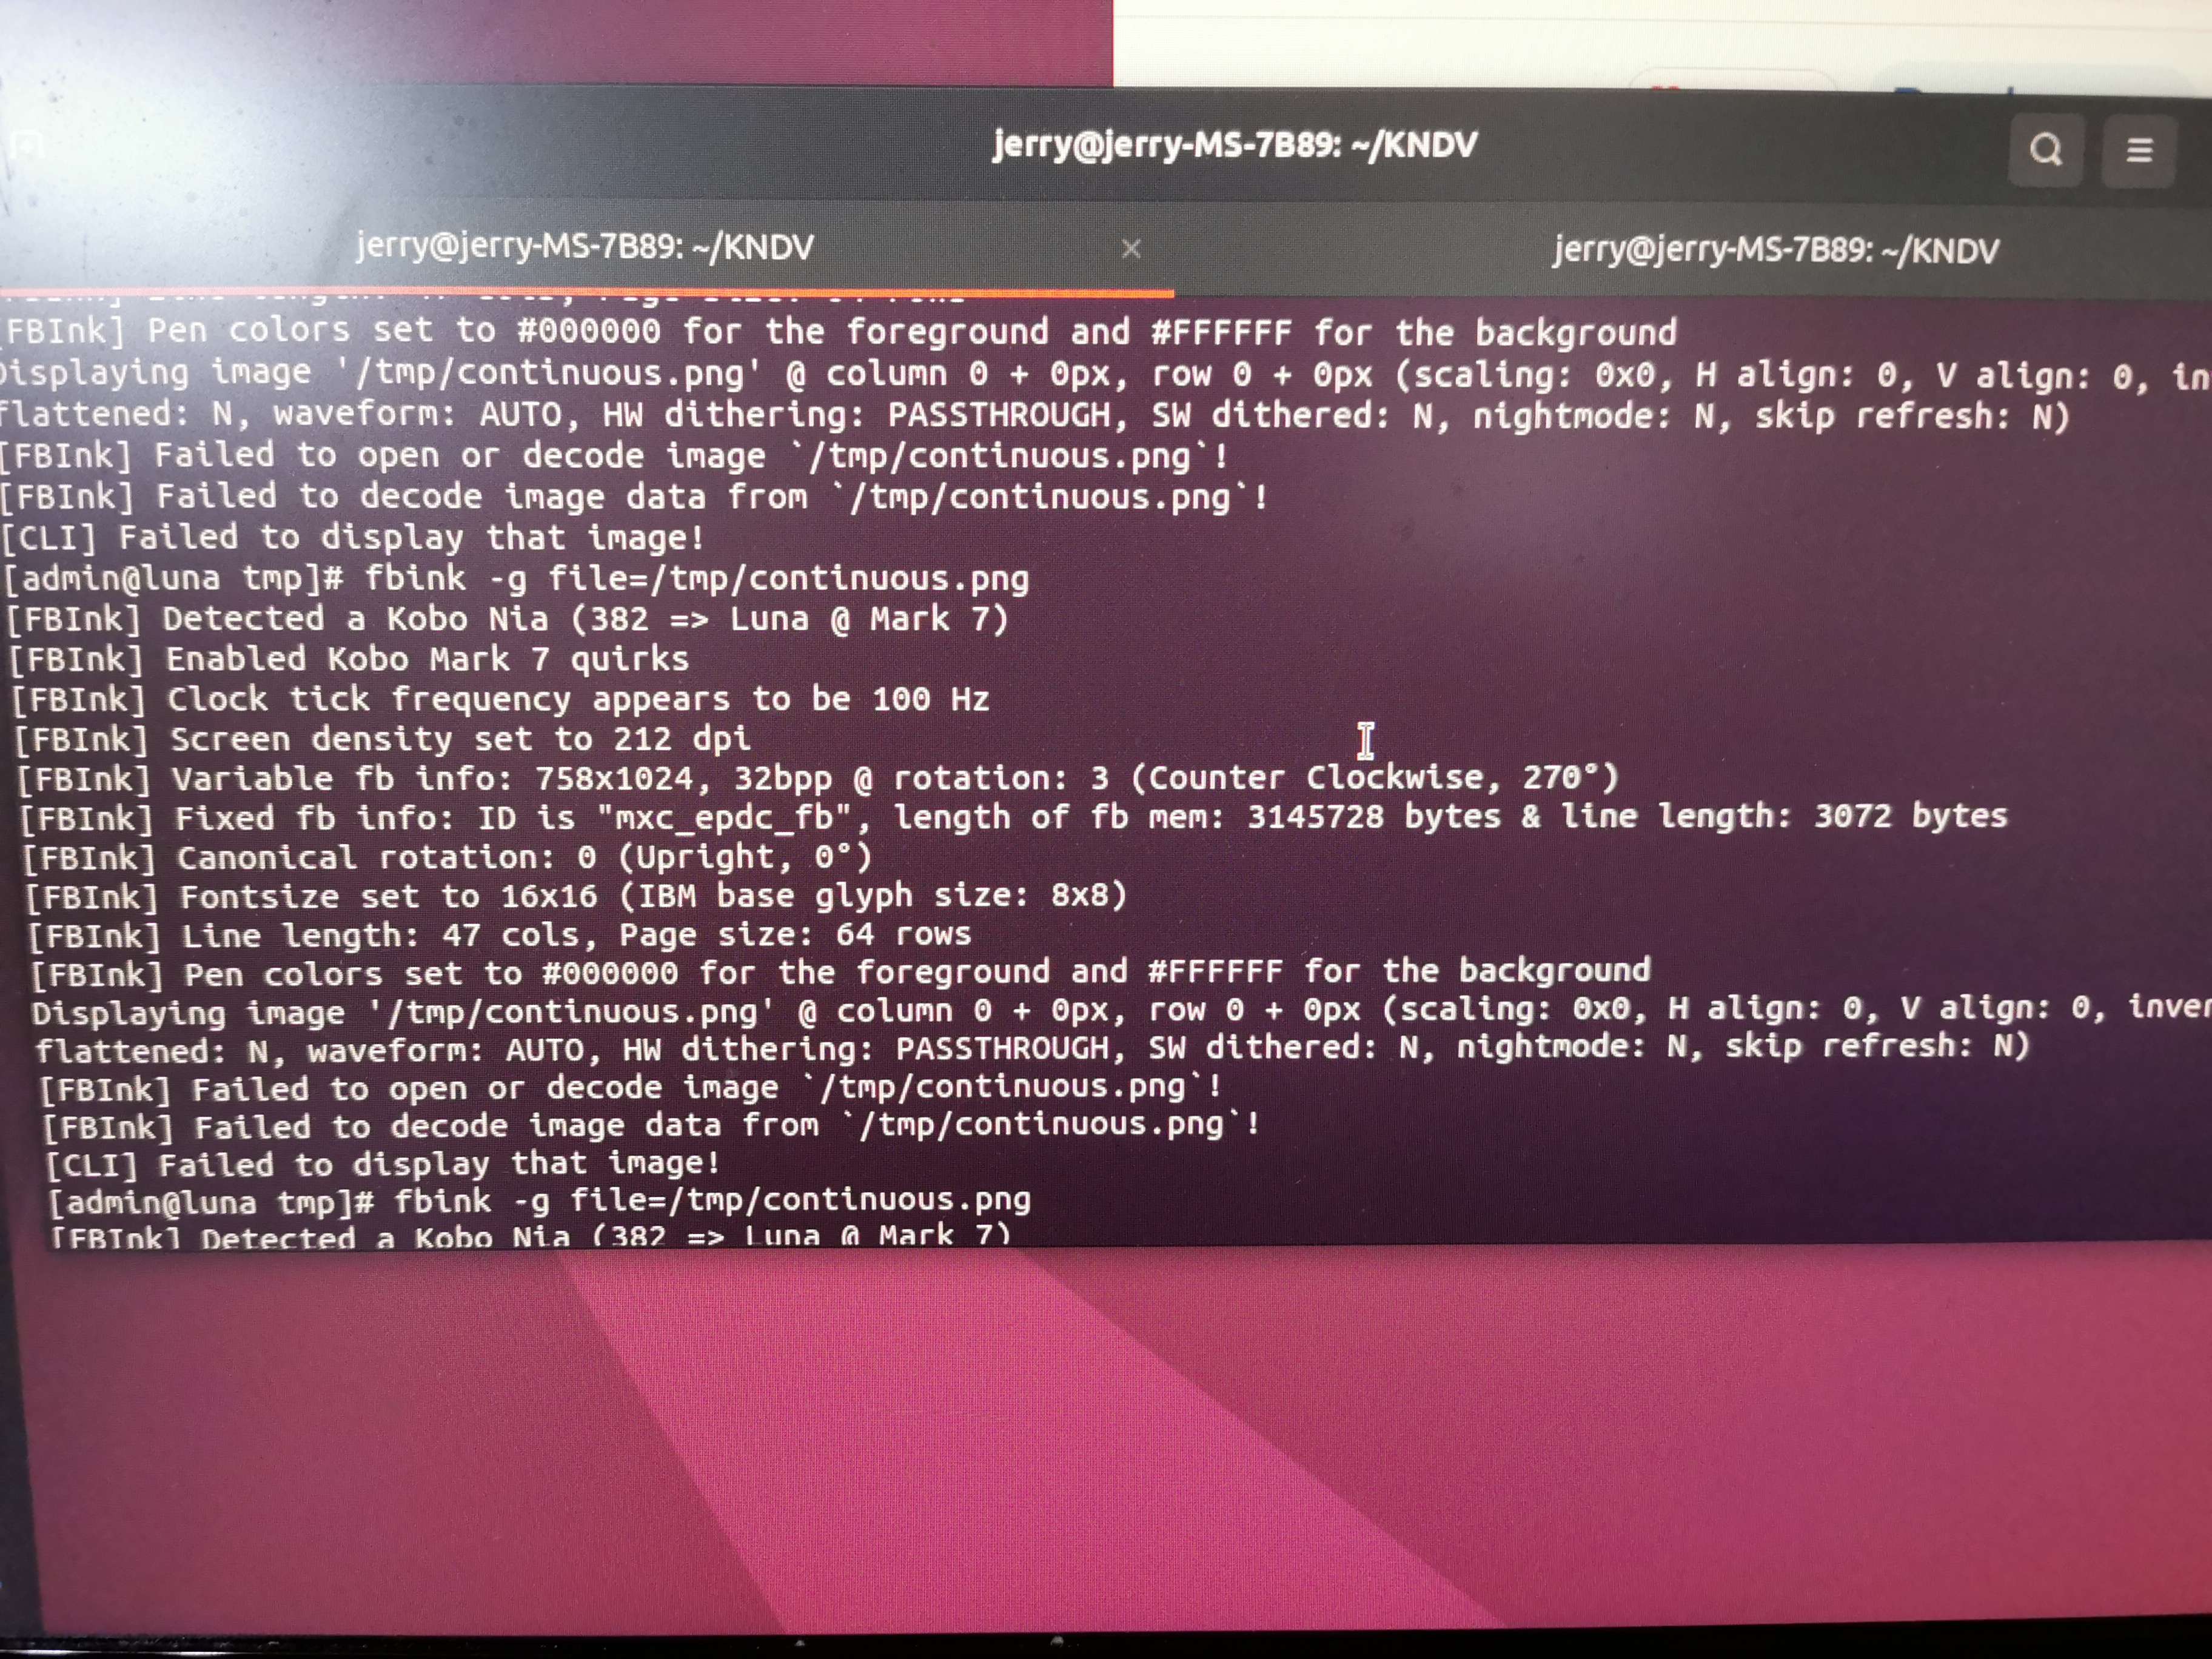 jerry@jerry-MS-7B89: ~/KNDV
jerry@jerry-MS-7B89: ~/KNDV
jerry@jerry-MS-7B89: ~/KNDV
[FBInk] Pen colors set to #000000 for the foreground and #FFFFFF for the background
Displaying image '/tmp/continuous.png' @ column 0 + 0px, row 0 + 0px (scaling: 0x0, H align: 0, V align: 0,
flattened: N, waveform: AUTO, HW dithering: PASSTHROUGH, SW dithered: N, nightmode: N, skip refresh: N)
[FBInk] Failed to open or decode image `/tmp/continuous.png`!
[FBInk] Failed to decode image data from `/tmp/continuous.png`!
[CLI] Failed to display that image!
[admin@luna tmp]# fbink -g file=/tmp/continuous.png
[FBInk] Detected a Kobo Nia (382 => Luna @ Mark 7)
[FBInk] Enabled Kobo Mark 7 quirks
[FBInk] Clock tick frequency appears to be 100 Hz
[FBInk] Screen density set to 212 dpi
[FBInk] Variable fb info: 758x1024, 32bpp @ rotation: 3 (Counter Clockwise, 270°)
[FBInk] Fixed fb info: ID is "mxc_epdc_fb", length of fb mem: 3145728 bytes & line length: 3072 bytes
[FBInk] Canonical rotation: 0 (Upright, 0°)
[FBInk] Fontsize set to 16x16 (IBM base glyph size: 8x8)
[FBInk] Line length: 47 cols, Page size: 64 rows
[FBInk] Pen colors set to #000000 for the foreground and #FFFFFF for the background
Displaying image '/tmp/continuous.png' @ column 0 + 0px, row 0 + 0px (scaling: 0x0, H align: 0, V align: 0, inver
flattened: N, waveform: AUTO, HW dithering: PASSTHROUGH, SW dithered: N, nightmode: N, skip refresh: N)
[FBInk] Failed to open or decode image `/tmp/continuous.png`!
[FBInk] Failed to decode image data from `/tmp/continuous.png`!
[CLI] Failed to display that image!
[admin@luna tmp]# fbink -g file=/tmp/continuous.png
[FBInk] Detected a Kobo Nia (382 => Luna @ Mark 7)